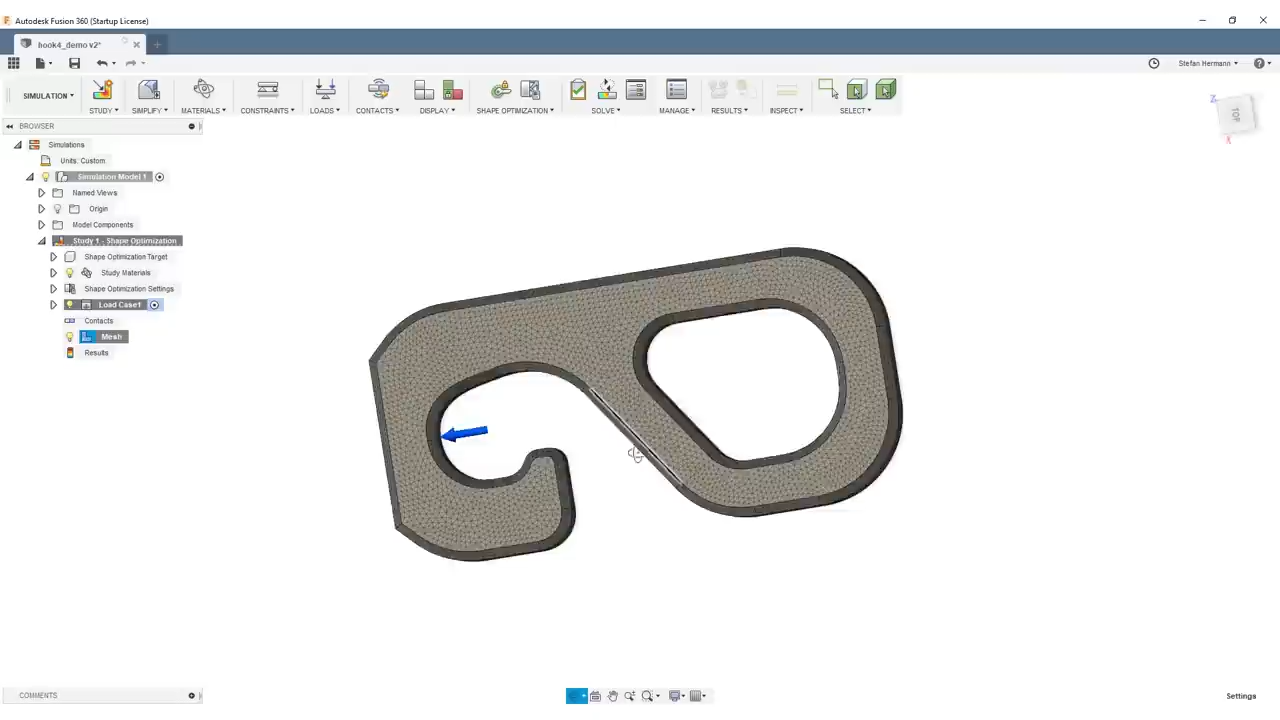 Autodesk Fusion 360 (Startup License)
hook4_demo v2*
Stefan Hermann
SIMULATION
STUDY
SIMPLIFY
MATERIALS
CONSTRAINTS
LOADS
CONTACTS
DISPLAY
SHAPE OPTIMIZATION
SOLVE
MANAGE
RESULTS
INSPECT
SELECT
BROWSER
Simulations
Units: Custom
Simulation Model 1
Named Views
Origin
Model Components
Study 1 - Shape Optimization
Shape Optimization Target
Study Materials
Shape Optimization Settings
Load Case1
Contacts
Mesh
Results
Z
TOP
X
COMMENTS
Settings